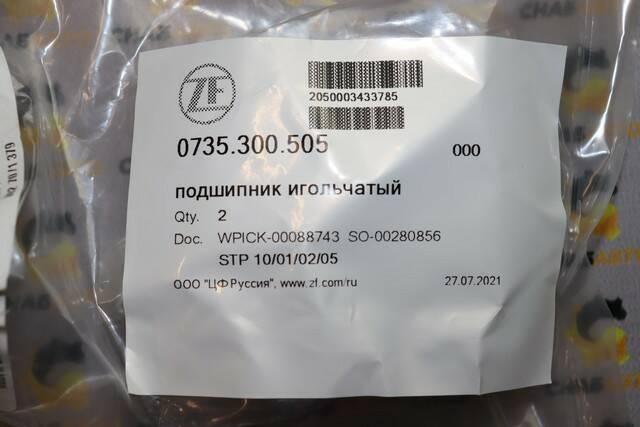 ZF
2050003433785
0735.300.505
000
подшипник игольчатый
Qty. 2
Doc. WPICK-00088743 SO-00280856
STP 10/01/02/05
ООО "ЦФ Руссия", www.zf.com/ru
27.07.2021